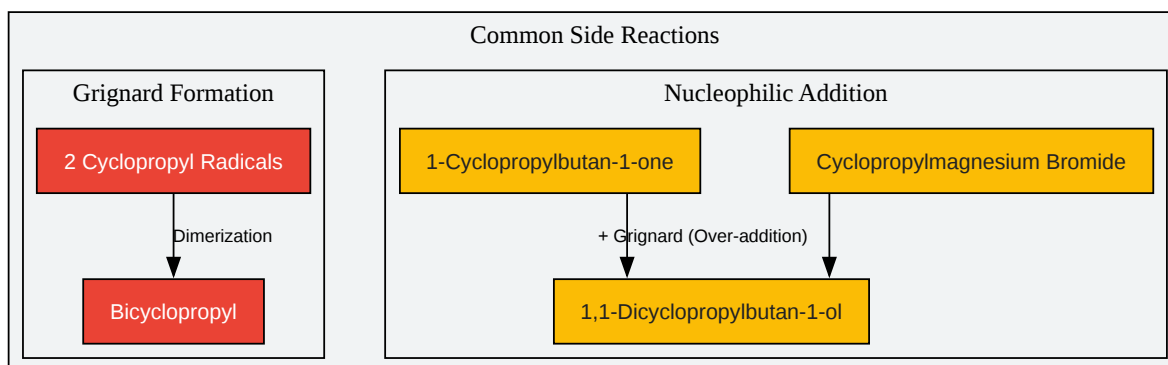 Common Side Reactions
Grignard Formation
2 Cyclopropyl Radicals
Dimerization
Bicyclopropyl
Nucleophilic Addition
1-Cyclopropylbutan-1-one
Cyclopropylmagnesium Bromide
+ Grignard (Over-addition)
1,1-Dicyclopropylbutan-1-ol